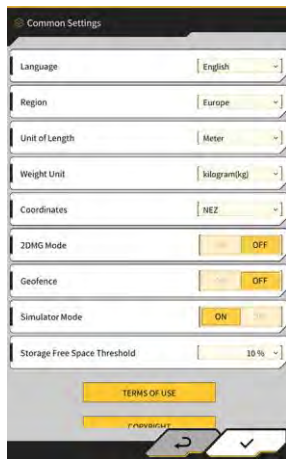 Common Settings
Language English
Region Europe
Unit of Length Meter
Weight Unit kilogram(kg)
Coordinates NEZ
2DMG Mode OFF
Geofence OFF
Simulator Mode ON
Storage Free Space Threshold 10 %
TERMS OF USE
COPYRIGHT